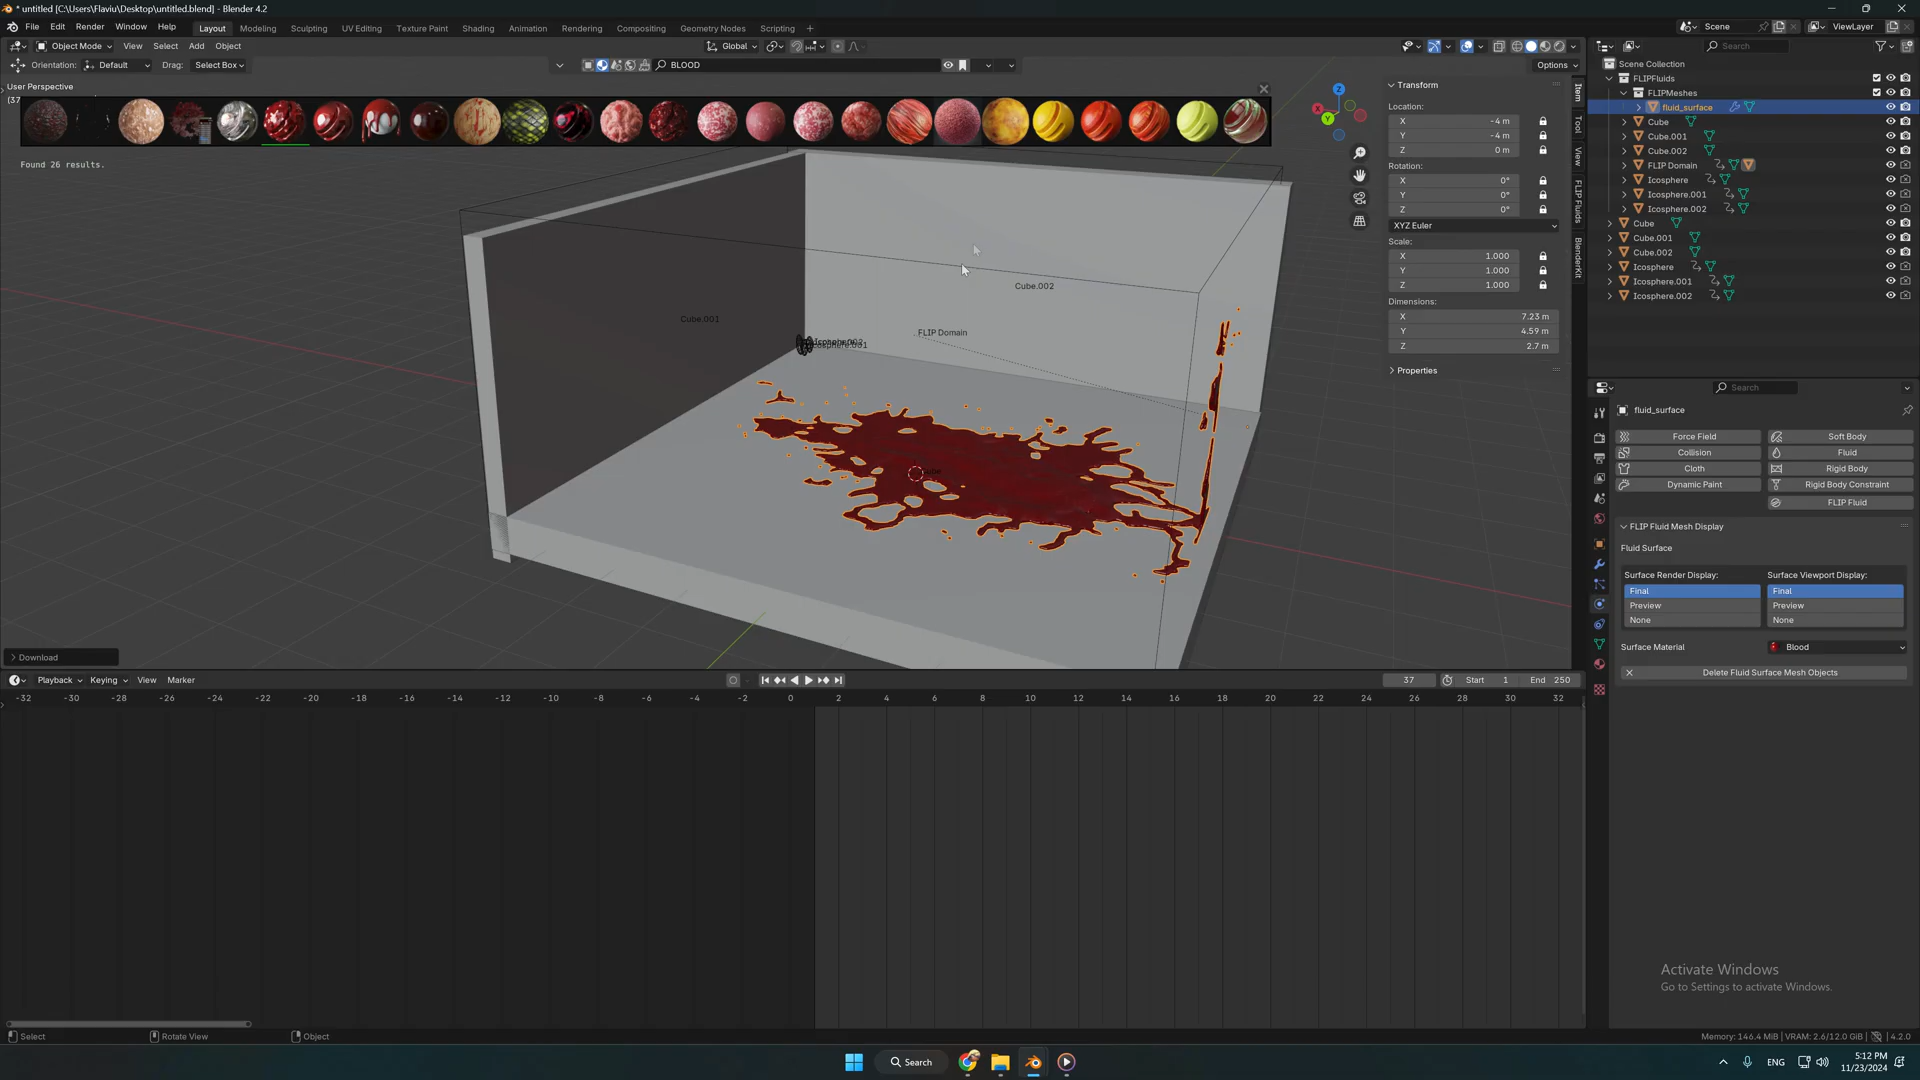 * untitled [C:\Users\Flaviu\Desktop\untitled.blend] - Blender 4.2
File Edit Render Window Help Layout Modeling Sculpting UV Editing Texture Paint Shading Animation Rendering Compositing Geometry Nodes Scripting + Scene ViewLayer
Object Mode View Select Add Object Global Search
Orientation: Default Drag: Select Box BLOOD Options
User Perspective
(37
Found 26 results.
Cube.001
Cube.002
FLIP Domain
Download
Transform
Location:
X -4 m
Y -4 m
Z 0 m
Rotation:
X 0°
Y 0°
Z 0°
XYZ Euler
Scale:
X 1.000
Y 1.000
Z 1.000
Dimensions:
X 7.23 m
Y 4.59 m
Z 2.7 m
Properties
Item
Tool
View
FLIP Fluids
BlenderKit
Scene Collection
FLIPFluids
FLIPMeshes
fluid_surface
Cube
Cube.001
Cube.002
FLIP Domain
Icosphere
Icosphere.001
Icosphere.002
Cube
Cube.001
Cube.002
Icosphere
Icosphere.001
Icosphere.002
Search
fluid_surface
Force Field Soft Body
Collision Fluid
Cloth Rigid Body
Dynamic Paint Rigid Body Constraint
FLIP Fluid
FLIP Fluid Mesh Display
Fluid Surface
Surface Render Display: Surface Viewport Display:
Final Final
Preview Preview
None None
Surface Material Blood
Delete Fluid Surface Mesh Objects
Playback Keying View Marker 37 Start 1 End 250
-32 -30 -28 -26 -24 -22 -20 -18 -16 -14 -12 -10 -8 -6 -4 -2 0 2 4 6 8 10 12 14 16 18 20 22 24 26 28 30 32
Activate Windows
Go to Settings to activate Windows.
Select Rotate View Object Memory: 146.4 MiB | VRAM: 2.6/12.0 GiB 4.2.0
Search ENG 5:12 PM
11/23/2024